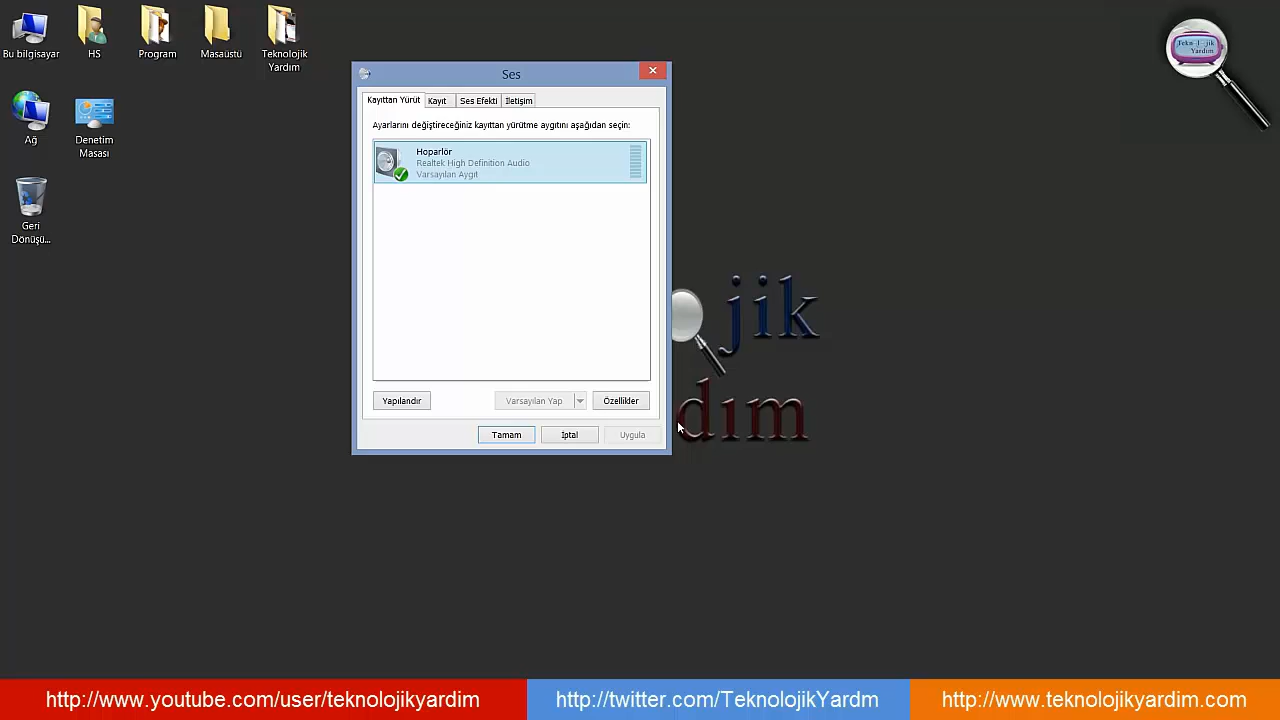 Bu bilgisayar
HS
Program
Masaüstü
Teknolojik
Yardım
Ağ
Denetim
Masası
Geri
Dönüşü...
Ses
Kayıttan Yürüt
Kayıt
Ses Efekti
İletişim
Ayarlarını değiştireceğiniz kayıttan yürütme aygıtını aşağıdan seçin:
Hoparlör
Realtek High Definition Audio
Varsayılan Aygıt
Yapılandır
Varsayılan Yap
Özellikler
Tamam
İptal
Uygula
jik
dım
Yardım
http://www.youtube.com/user/teknolojikyardim
http://twitter.com/TeknolojikYardm
http://www.teknolojikyardim.com